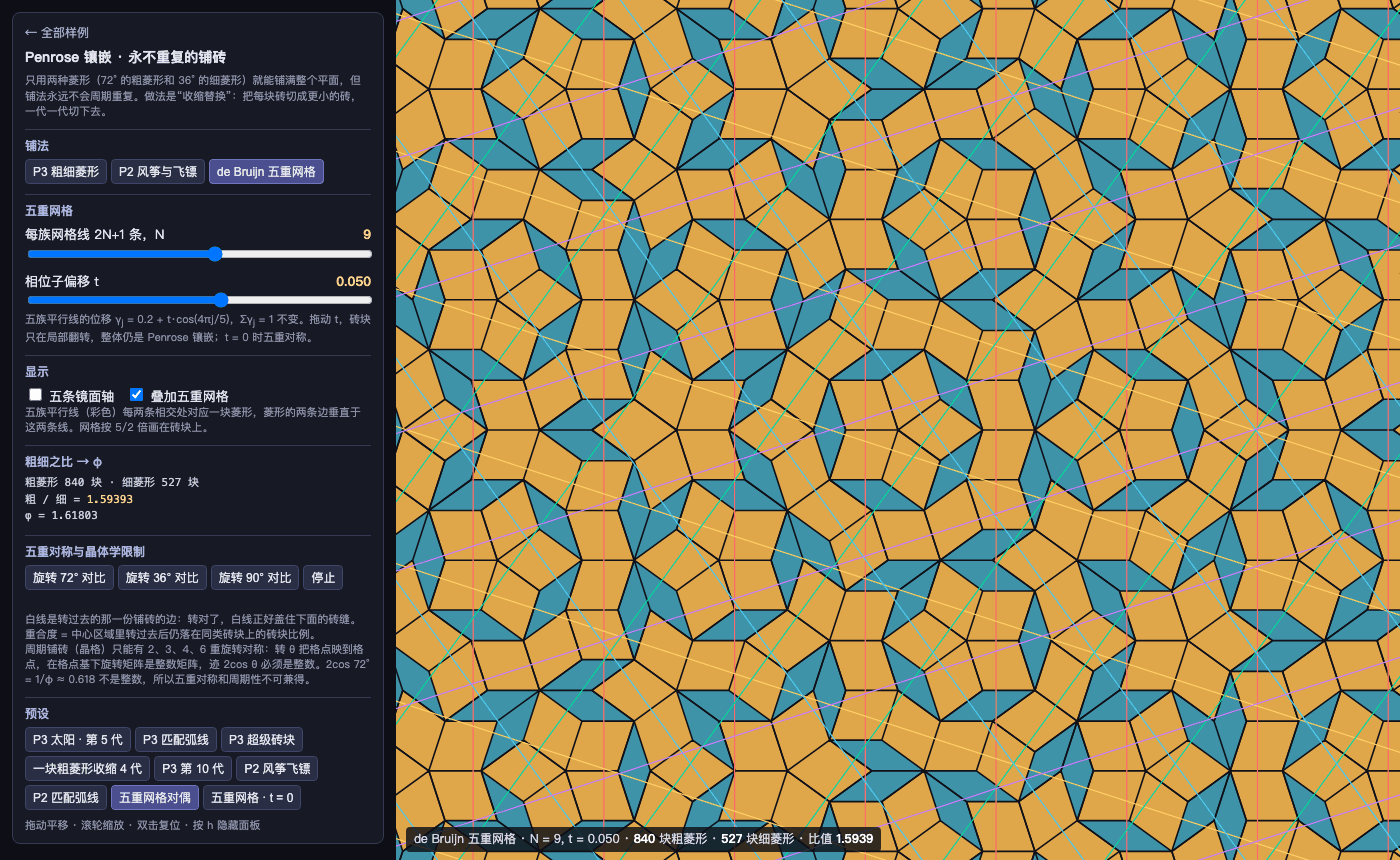 ← 全部样例
Penrose 镶嵌 · 永不重复的铺砖
只用两种菱形（72° 的粗菱形和 36° 的细菱形）就能铺满整个平面，但
铺法永远不会周期重复。做法是“收缩替换”：把每块砖切成更小的砖，
一代一代切下去。
铺法
P3 粗细菱形 P2 风筝与飞镖 de Bruijn 五重网格
五重网格
每族网格线 2N+1 条，N 9
相位子偏移 t 0.050
五族平行线的位移 γj = 0.2 + t·cos(4πj/5)，Σγj = 1 不变。拖动 t，砖块
只在局部翻转，整体仍是 Penrose 镶嵌；t = 0 时五重对称。
显示
五条镜面轴 叠加五重网格
五族平行线（彩色）每两条相交处对应一块菱形，菱形的两条边垂直于
这两条线。网格按 5/2 倍画在砖块上。
粗细之比 → φ
粗菱形 840 块 · 细菱形 527 块
粗 / 细 = 1.59393
φ = 1.61803
五重对称与晶体学限制
旋转 72° 对比 旋转 36° 对比 旋转 90° 对比 停止
白线是转过去的那一份铺砖的边：转对了，白线正好盖住下面的砖缝。
重合度 = 中心区域里转过去后仍落在同类砖块上的砖块比例。
周期铺砖（晶格）只能有 2、3、4、6 重旋转对称：转 θ 把格点映到格
点，在格点基下旋转矩阵是整数矩阵，迹 2cos θ 必须是整数。2cos 72°
= 1/φ ≈ 0.618 不是整数，所以五重对称和周期性不可兼得。
预设
P3 太阳 · 第 5 代 P3 匹配弧线 P3 超级砖块
一块粗菱形收缩 4 代 P3 第 10 代 P2 风筝飞镖
P2 匹配弧线 五重网格对偶 五重网格 · t = 0
拖动平移 · 滚轮缩放 · 双击复位 · 按 h 隐藏面板
de Bruijn 五重网格 · N = 9, t = 0.050 · 840 块粗菱形 · 527 块细菱形 · 比值 1.5939